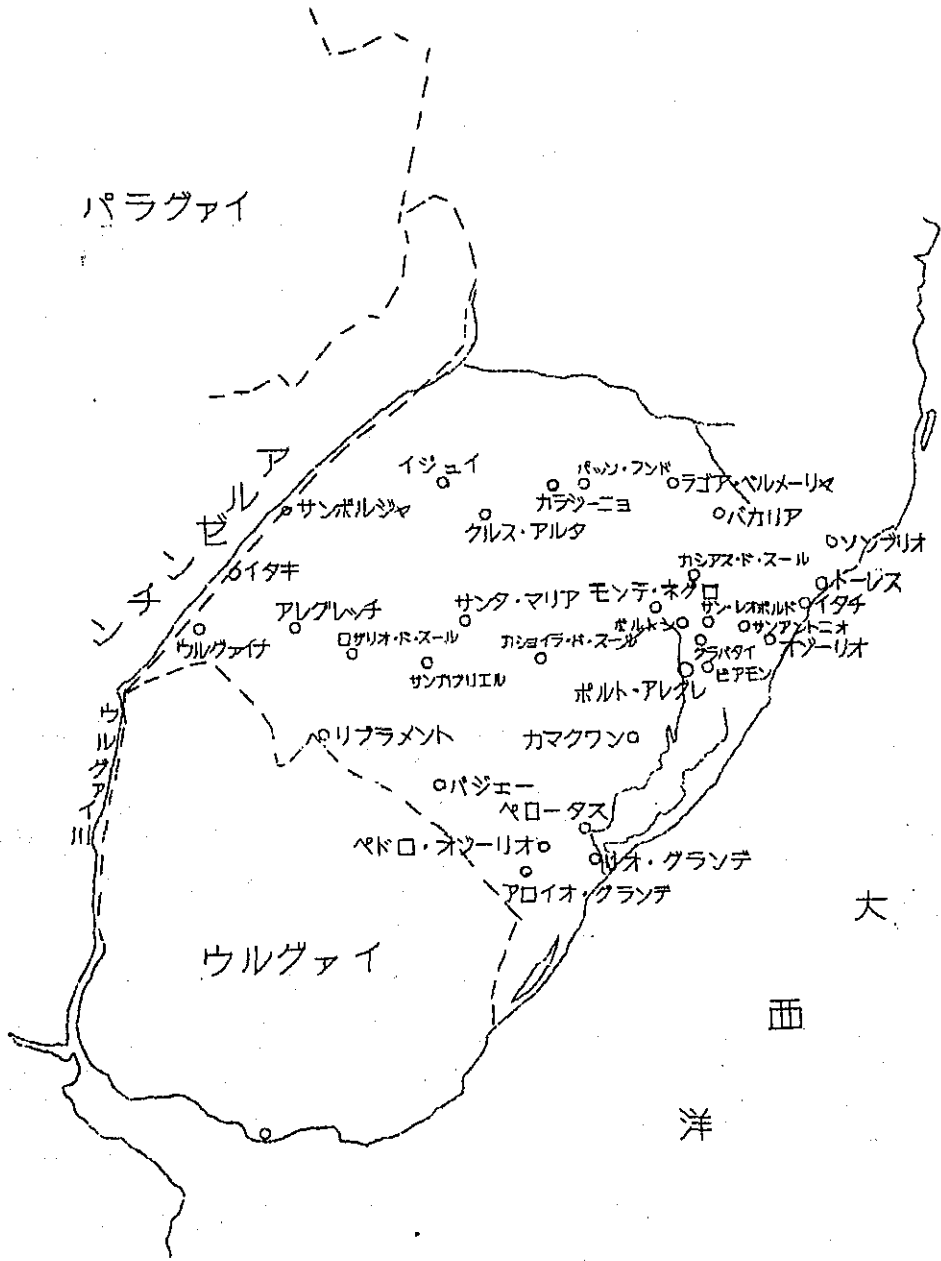 パラグァイ
アルゼンチン
イジュイ
パッソ・フンド
カラジーニョ
ラゴア・ベルメーリャ
サンボルジャ
クルス・アルタ
バカリア
ソンブリオ
カシアス・ド・スール
トーレス
イタキ
アレグレッチ
サンタ・マリア
モンテ・ネグロ
サン・レオポルド
イタチ
ウルグァイナ
ロザリオ・ド・スール
カショイラ・ド・スール
サンアントニオ
オゾーリオ
サンガブリエル
グラバタイ
ビアモン
ポルト・アレグレ
ウルグァイ川
リブラメント
カマクワン
バジェー
ペロータス
ペドロ・オゾーリオ
リオ・グランデ
アロイオ・グランデ
ウルグァイ
大西洋